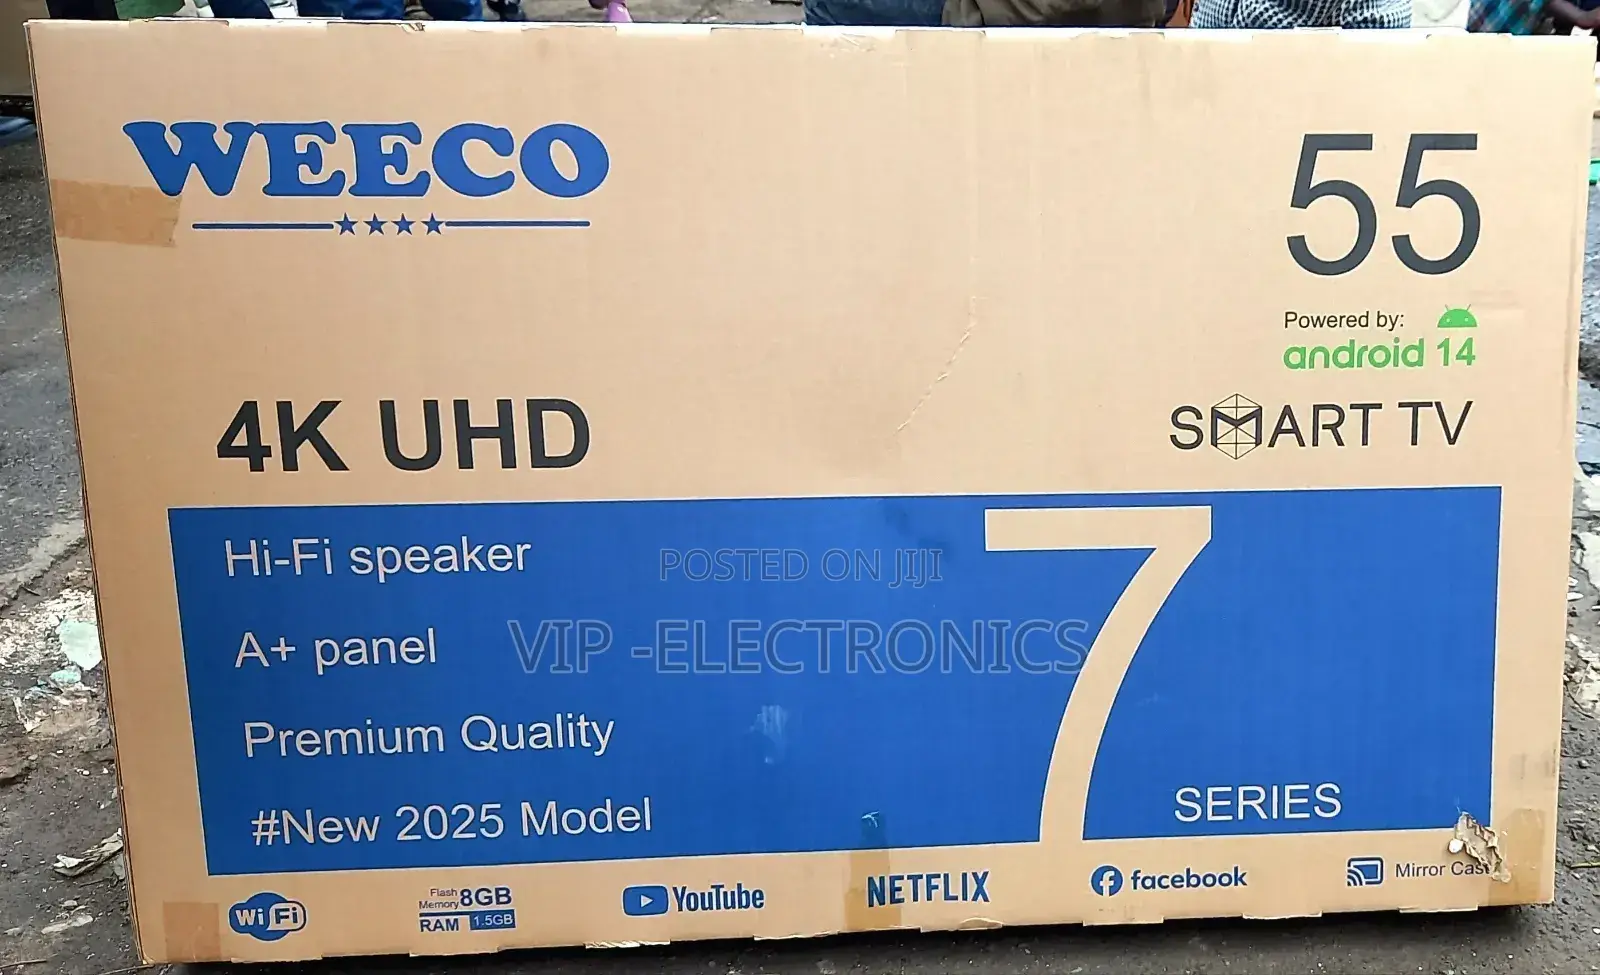 WEECO
55
Powered by:
android 14
4K UHD
SMART TV
Hi-Fi speaker
A+ panel
Premium Quality
#New 2025 Model
7
SERIES
POSTED ON JIJI
VIP -ELECTRONICS
WiFi
Flash Memory 8GB
RAM 1.5GB
YouTube
NETFLIX
facebook
Mirror Cast